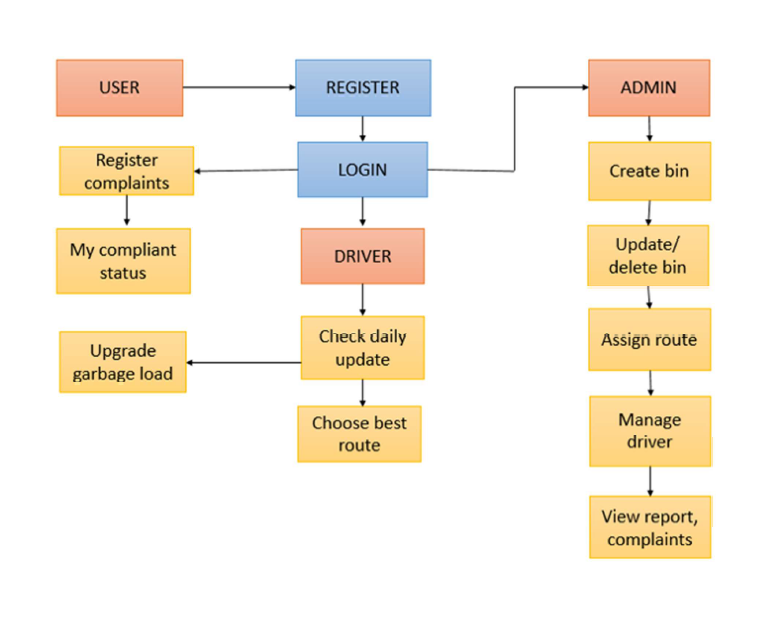 USER
REGISTER
ADMIN
Register
complaints
LOGIN
Create bin
My compliant
status
DRIVER
Update/
delete bin
Upgrade
garbage load
Check daily
update
Assign route
Choose best
route
Manage
driver
View report,
complaints